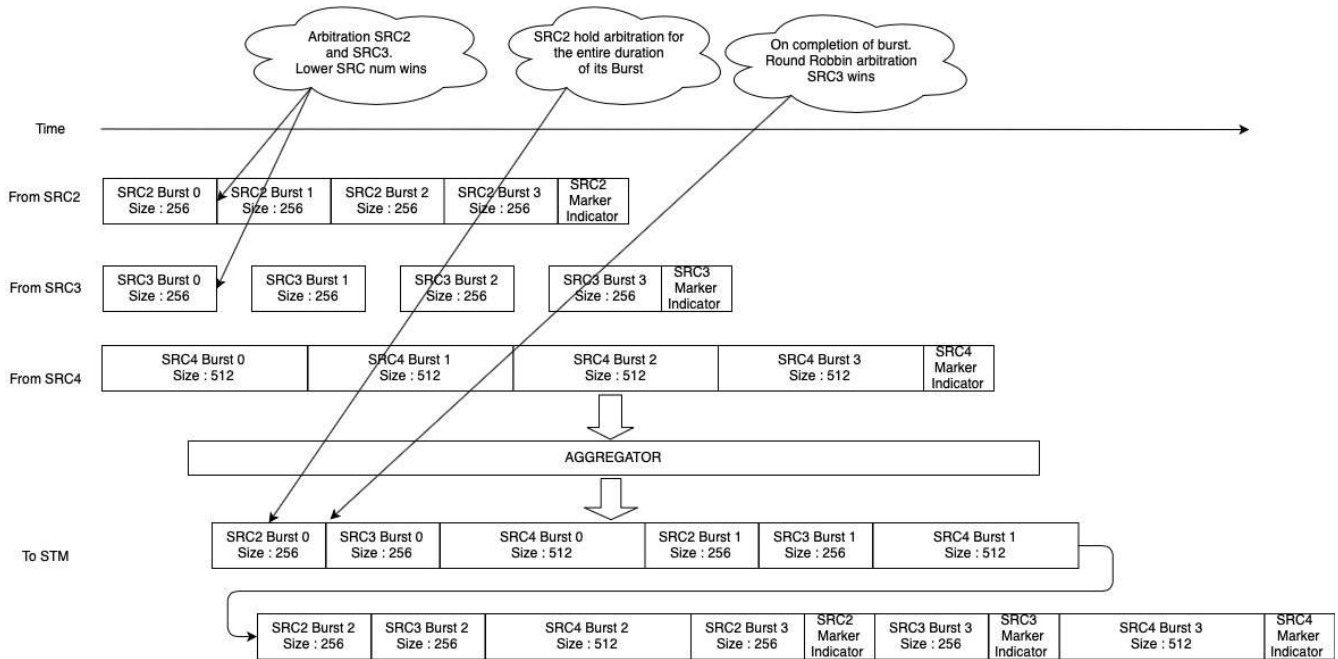 Arbitration SRC2
and SRC3.
Lower SRC num wins
SRC2 hold arbitration for
the entire duration
of its Burst
On completion of burst.
Round Robbin arbitration
SRC3 wins
Time
From SRC2
SRC2 Burst 0
Size : 256
SRC2 Burst 1
Size : 256
SRC2 Burst 2
Size : 256
SRC2 Burst 3
Size : 256
SRC2
Marker
Indicator
From SRC3
SRC3 Burst 0
Size : 256
SRC3 Burst 1
Size : 256
SRC3 Burst 2
Size : 256
SRC3 Burst 3
Size : 256
SRC3
Marker
Indicator
From SRC4
SRC4 Burst 0
Size : 512
SRC4 Burst 1
Size : 512
SRC4 Burst 2
Size : 512
SRC4 Burst 3
Size : 512
SRC4
Marker
Indicator
AGGREGATOR
To STM
SRC2 Burst 0
Size : 256
SRC3 Burst 0
Size : 256
SRC4 Burst 0
Size : 512
SRC2 Burst 1
Size : 256
SRC3 Burst 1
Size : 256
SRC4 Burst 1
Size : 512
SRC2 Burst 2
Size : 256
SRC3 Burst 2
Size : 256
SRC4 Burst 2
Size : 512
SRC2 Burst 3
Size : 256
SRC2
Marker
Indicator
SRC3 Burst 3
Size : 256
SRC3
Marker
Indicator
SRC4 Burst 3
Size : 512
SRC4
Marker
Indicator